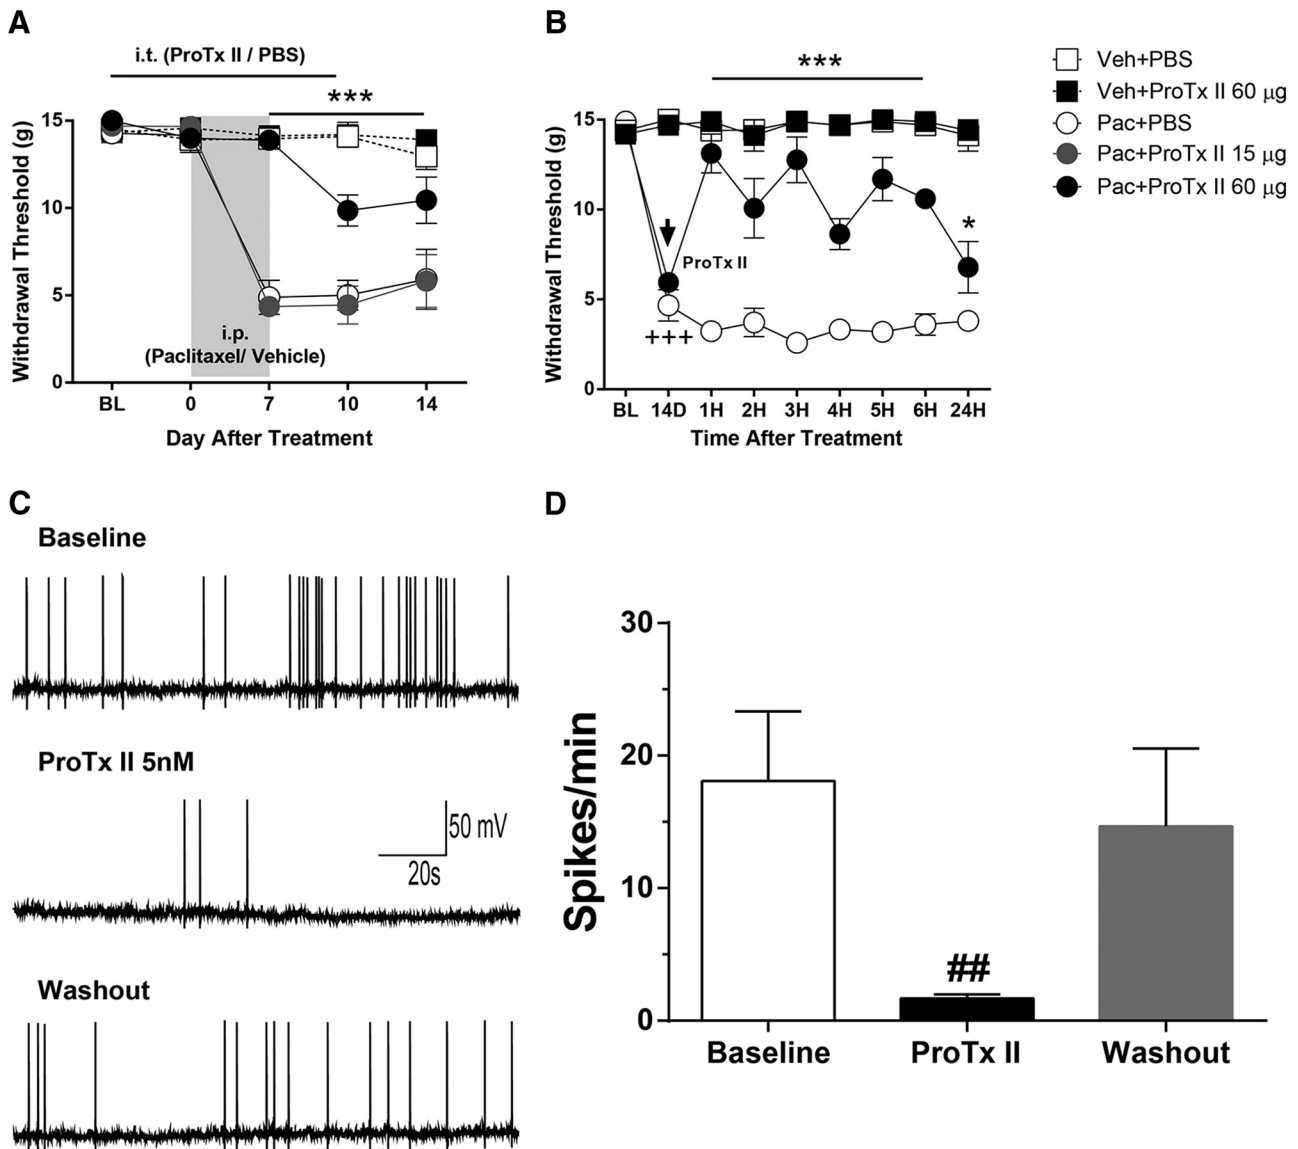 A
i.t. (ProTx II / PBS)
***
Withdrawal Threshold (g)
15
10
5
0
i.p.
(Paclitaxel/ Vehicle)
BL 0 7 10 14
Day After Treatment
B
***
Withdrawal Threshold (g)
15
10
5
0
ProTx II
+++
*
BL 14D 1H 2H 3H 4H 5H 6H 24H
Time After Treatment
Veh+PBS
Veh+ProTx II 60 μg
Pac+PBS
Pac+ProTx II 15 μg
Pac+ProTx II 60 μg
C
Baseline
ProTx II 5nM
50 mV
20s
Washout
D
Spikes/min
30
20
10
0
##
Baseline ProTx II Washout